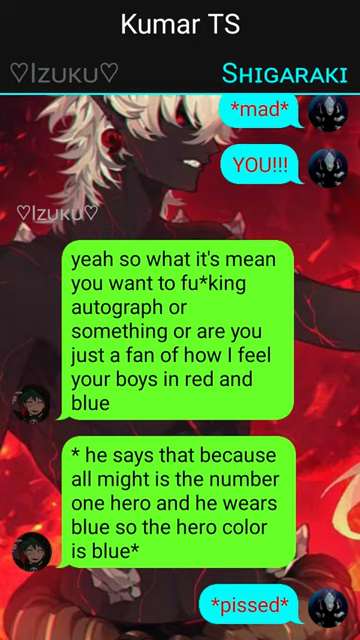 Kumar TS
♡Izuku♡ Shigaraki
*mad*
YOU!!!
♡Izuku♡
yeah so what it's mean
you want to fu*king
autograph or
something or are you
just a fan of how I feel
your boys in red and
blue
* he says that because
all might is the number
one hero and he wears
blue so the hero color
is blue*
*pissed*